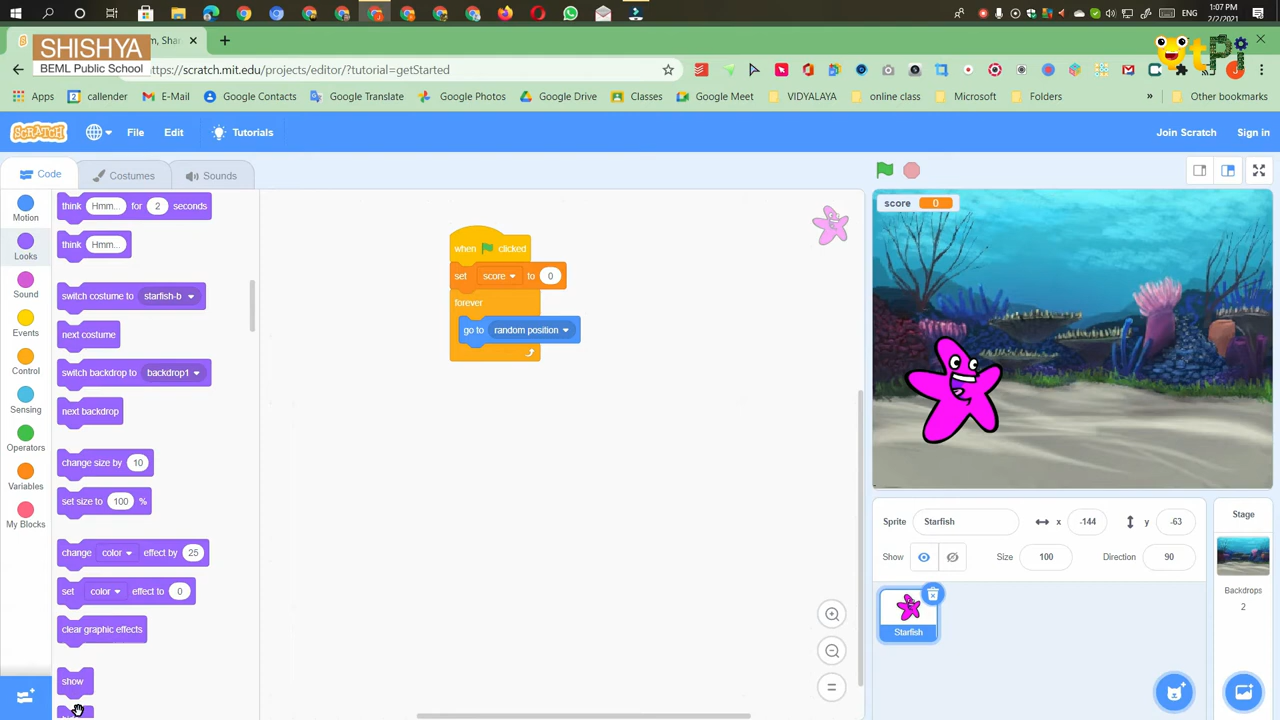 1:07 PM
ENG
2/2/2021
SHISHYA
BEML Public School
https://scratch.mit.edu/projects/editor/?tutorial=getStarted
Apps
callender
E-Mail
Google Contacts
Google Translate
Google Photos
Google Drive
Classes
Google Meet
VIDYALAYA
online class
Microsoft
Folders
»
Other bookmarks
SCRATCH
File
Edit
Tutorials
Join Scratch
Sign in
Code
Costumes
Sounds
Motion
Looks
Sound
Events
Control
Sensing
Operators
Variables
My Blocks
think Hmm... for 2 seconds
think Hmm...
switch costume to starfish-b
next costume
switch backdrop to backdrop1
next backdrop
change size by 10
set size to 100 %
change color effect by 25
set color effect to 0
clear graphic effects
show
when clicked
set score to 0
forever
go to random position
score 0
Sprite Starfish x -144 y -63
Show Size 100 Direction 90
Starfish
Stage
Backdrops
2